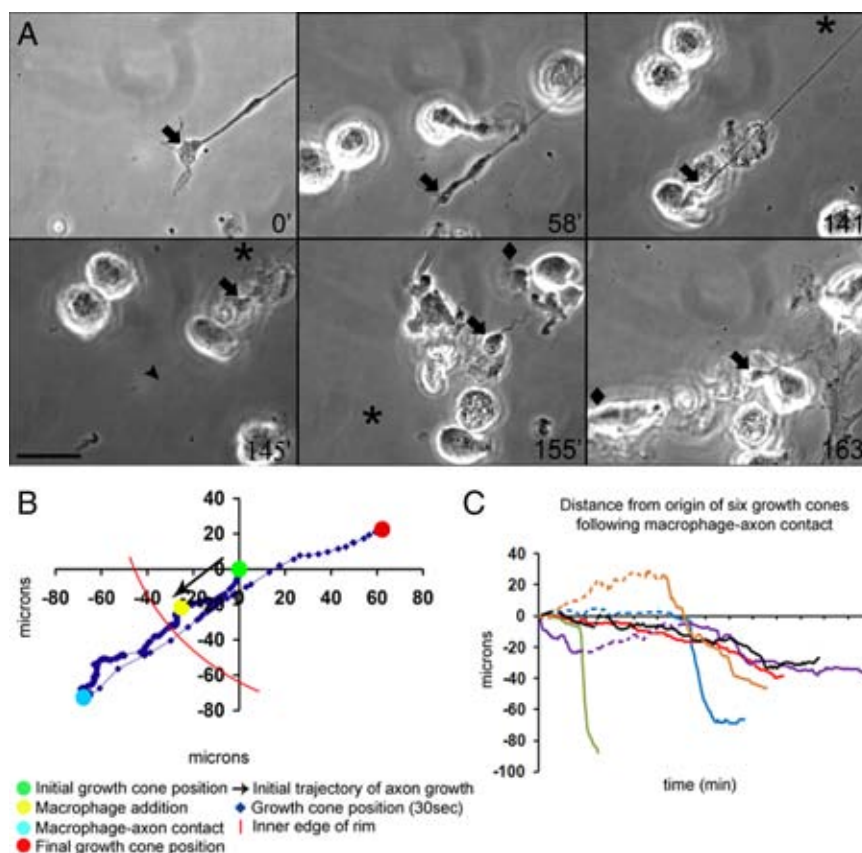 A
*
0'
58'
141'
*
♦
145'
*
155'
♦
163'
B
C
Distance from origin of six growth cones
following macrophage-axon contact
40
20
0
-80 -60 -40 -20 0 20 40 60 80
-20
-40
-60
-80
microns
microns
40
20
0
-20
-40
-60
-80
-100
microns
time (min)
Initial growth cone position
Initial trajectory of axon growth
Macrophage addition
Growth cone position (30sec)
Macrophage-axon contact
Inner edge of rim
Final growth cone position